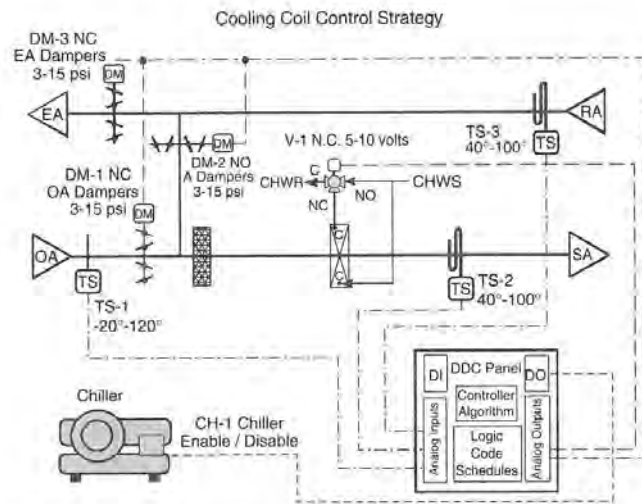 Cooling Coil Control Strategy
DM-3 NC
EA Dampers
3-15 psi
DM
EA
RA
TS-3
40°-100°
TS
DM
DM-2 NO
A Dampers
3-15 psi
V-1 N.C. 5-10 volts
C
CHWR
CHWS
NC
NO
DM-1 NC
OA Dampers
3-15 psi
DM
OA
C
C
SA
TS
TS-1
-20°-120°
TS
TS-2
40°-100°
DI
DDC Panel
DO
Controller
Algorithm
Analog Inputs
Logic
Code
Schedules
Analog Outputs
Chiller
CH-1 Chiller
Enable / Disable